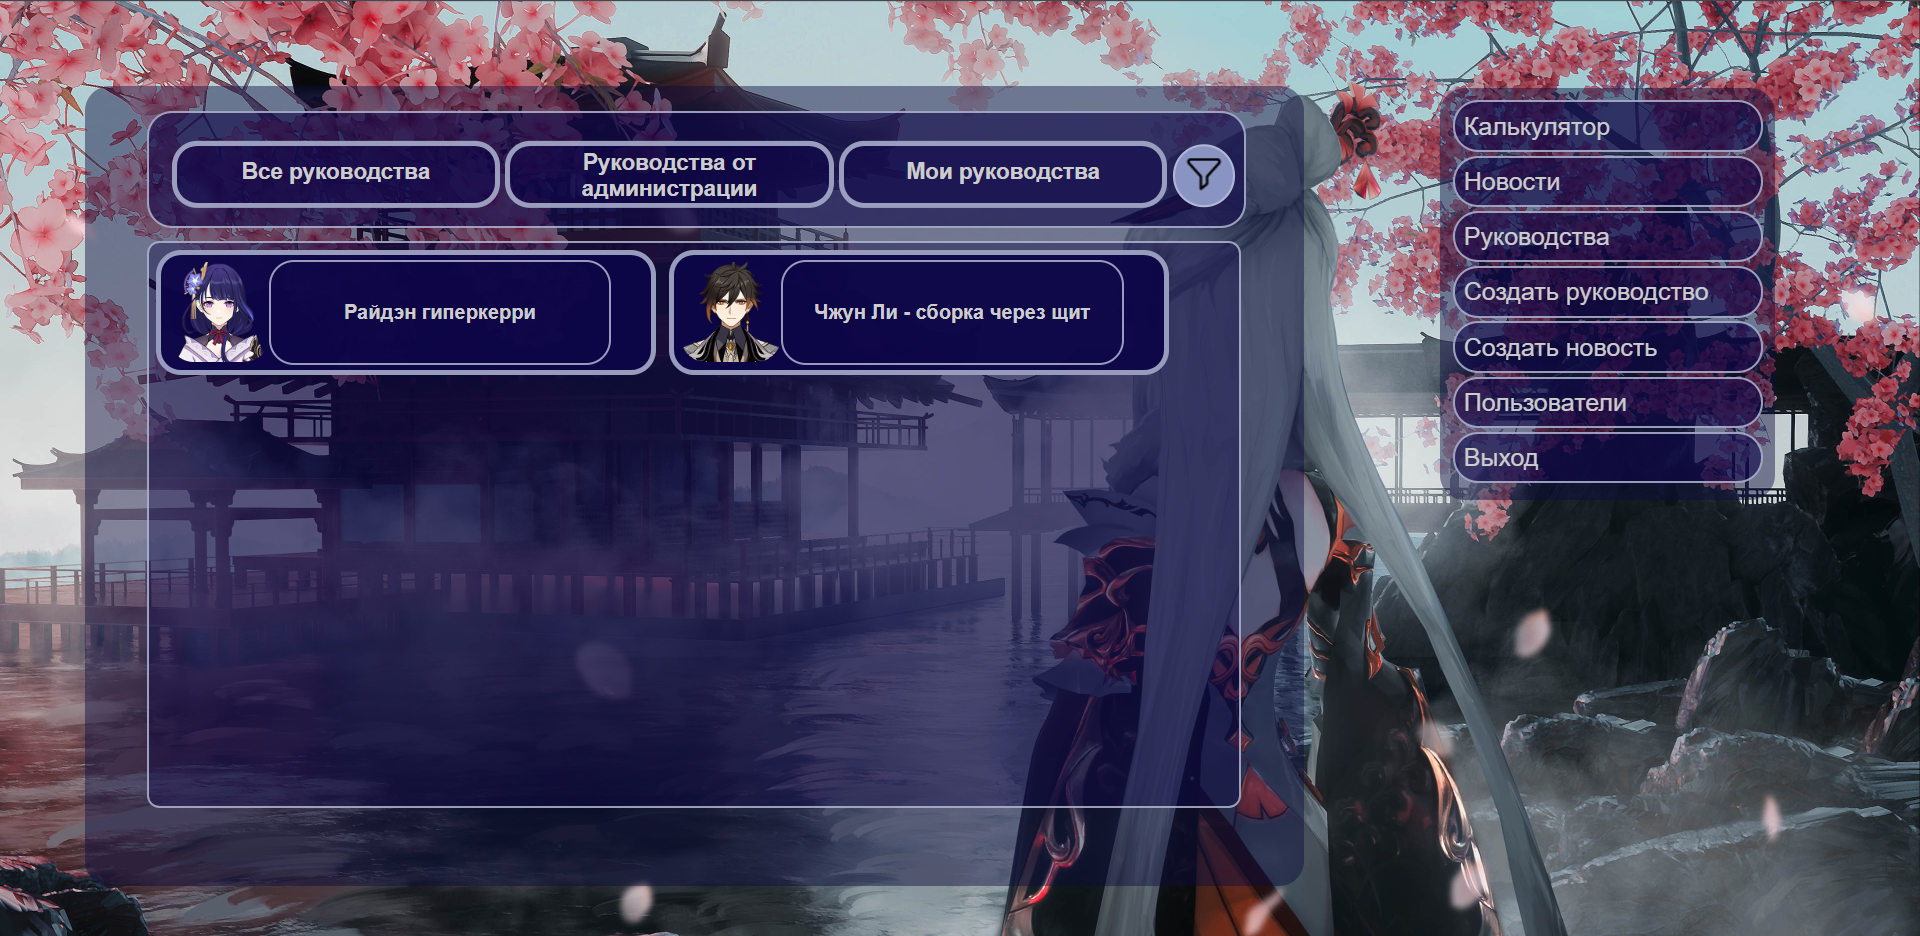 Все руководства
Руководства от
администрации
Мои руководства
Райдэн гиперкерри
Чжун Ли - сборка через щит
Калькулятор
Новости
Руководства
Создать руководство
Создать новость
Пользователи
Выход